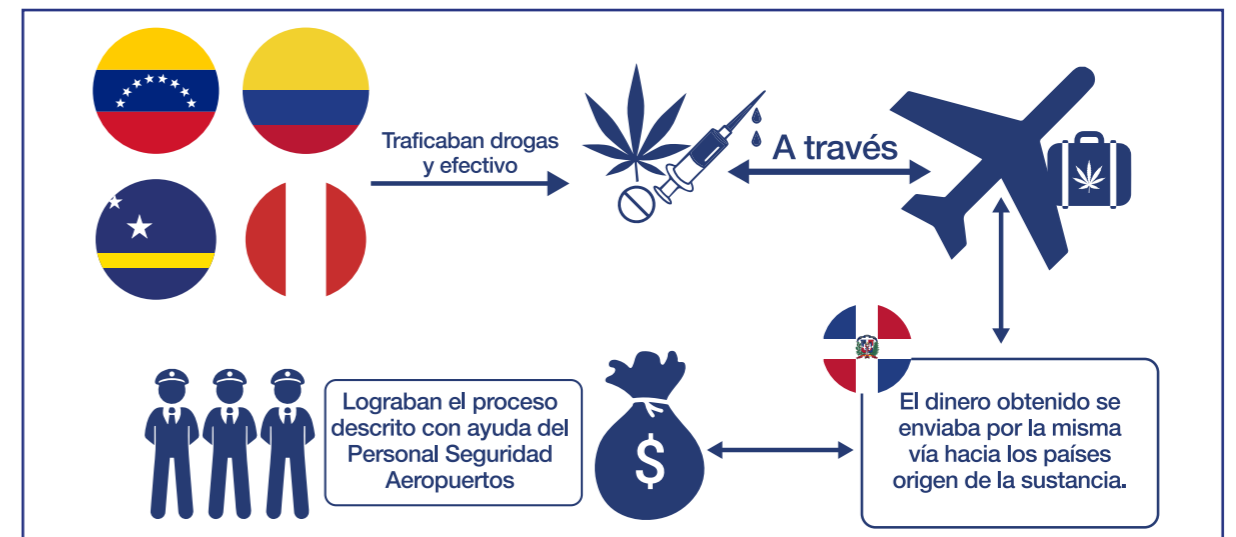 Traficaban drogas
y efectivo
A través
El dinero obtenido se
enviaba por la misma
vía hacia los países
origen de la sustancia.
$
Lograban el proceso
descrito con ayuda del
Personal Seguridad
Aeropuertos